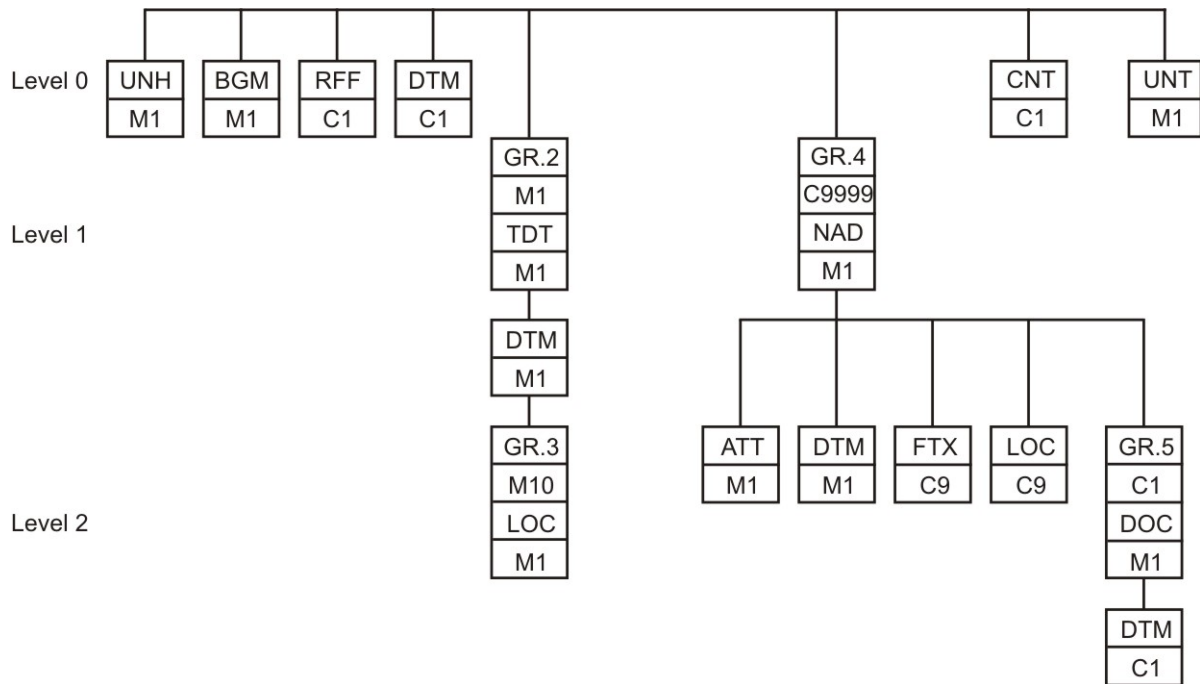 Level 0
UNH
M1
BGM
M1
RFF
C1
DTM
C1
CNT
C1
UNT
M1
Level 1
GR.2
M1
TDT
M1
DTM
M1
GR.4
C9999
NAD
M1
Level 2
GR.3
M10
LOC
M1
ATT
M1
DTM
M1
FTX
C9
LOC
C9
GR.5
C1
DOC
M1
DTM
C1